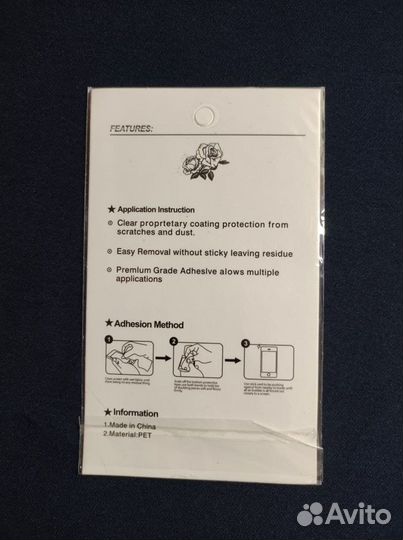 FEATURES:
★ Application Instruction
Clear proprtetary coating protection from
scratches and dust.
Easy Removal without sticky leaving residue
Premium Grade Adhesive alows multiple
applications
★ Adhesion Method
1
2
3
★ Information
1.Made in China
2.Material:PET
Avito